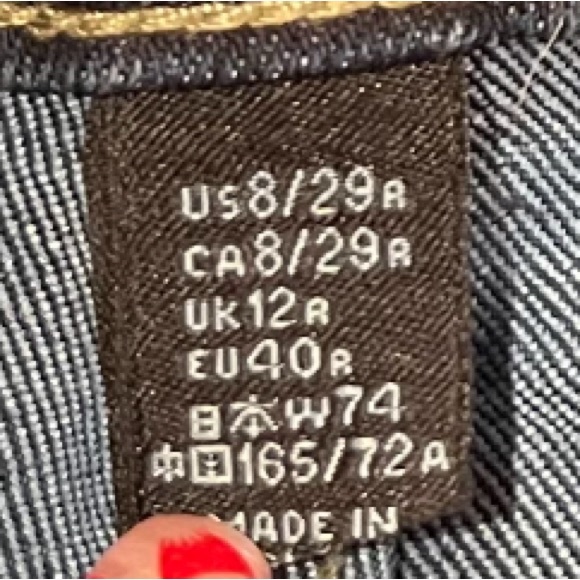 US8/29R
CA8/29R
UK12R
EU40R
日本W74
中国165/72A
MADE IN